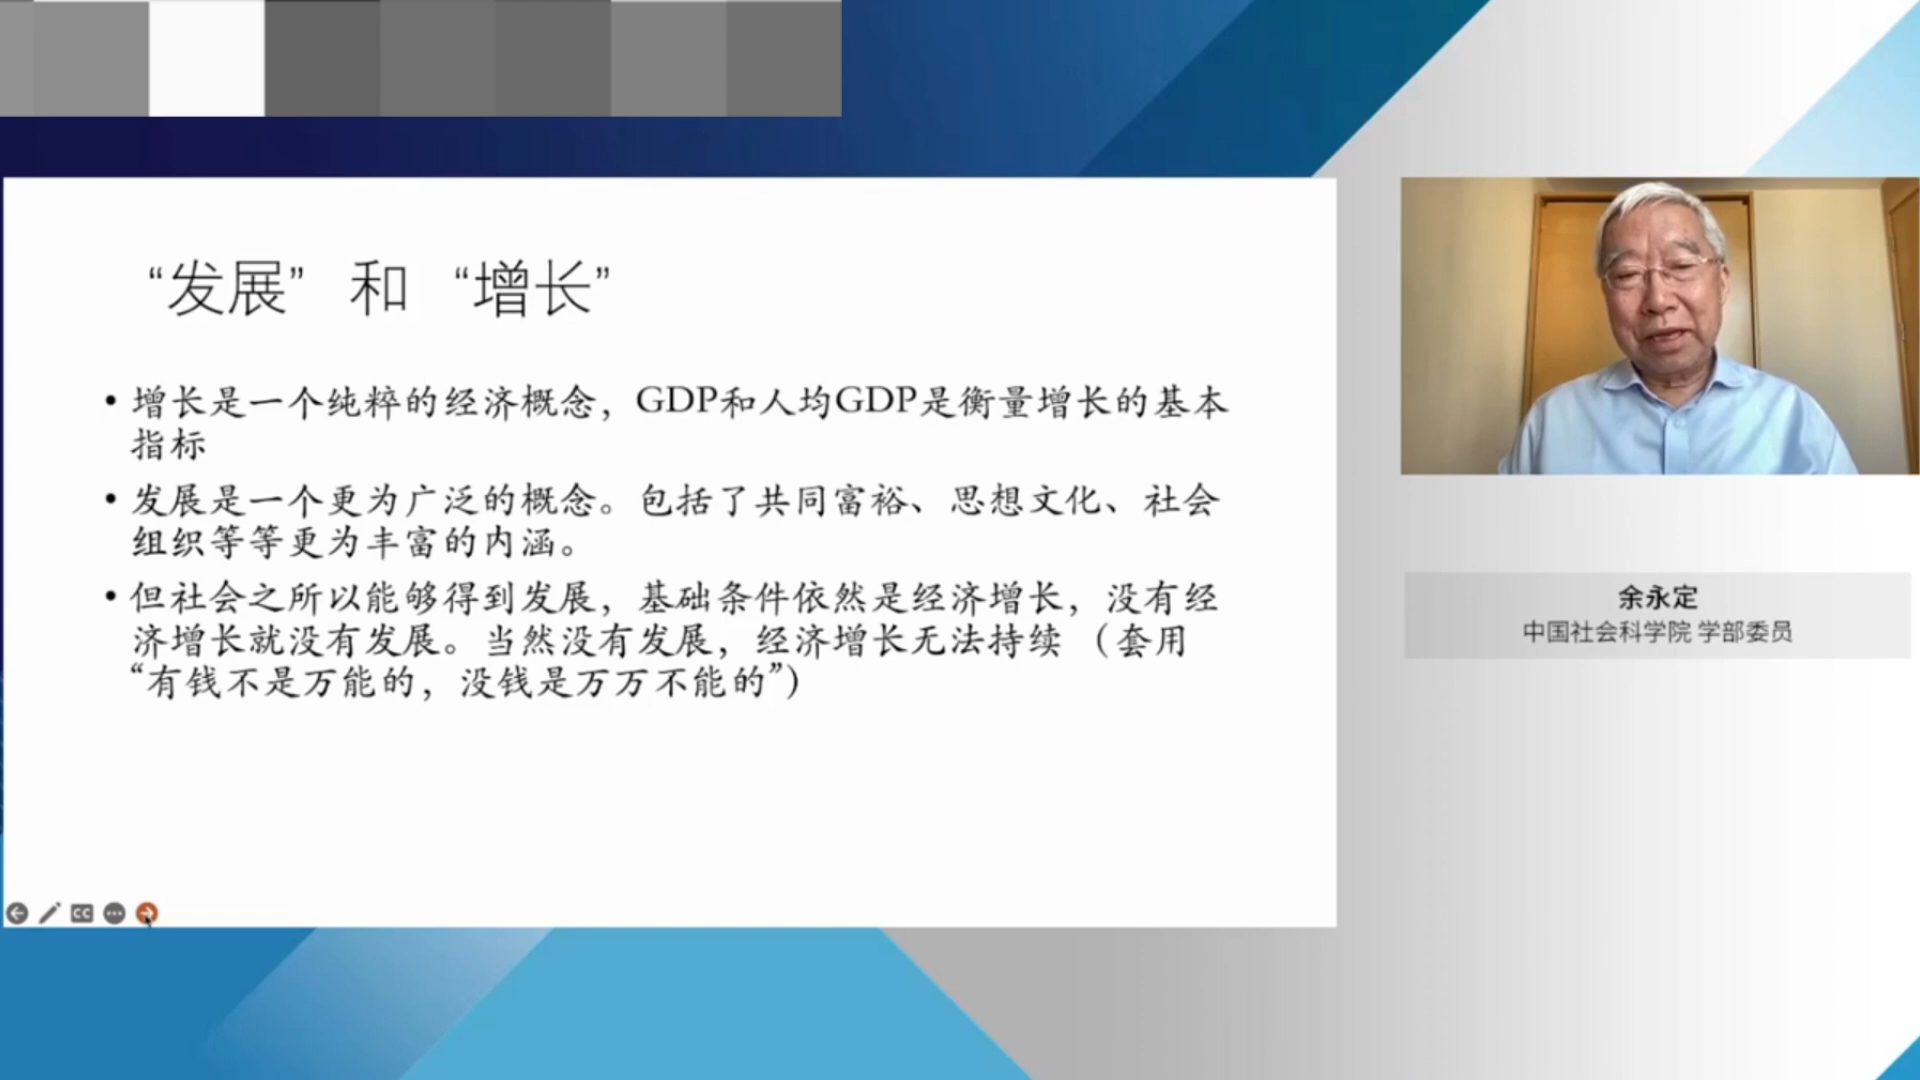 “发展” 和 “增长”
• 增长是一个纯粹的经济概念，GDP和人均GDP是衡量增长的基本
指标
• 发展是一个更为广泛的概念。包括了共同富裕、思想文化、社会
组织等等更为丰富的内涵。
• 但社会之所以能够得到发展，基础条件依然是经济增长，没有经
济增长就没有发展。当然没有发展，经济增长无法持续 （套用
“有钱不是万能的，没钱是万万不能的”）
CC
余永定
中国社会科学院 学部委员